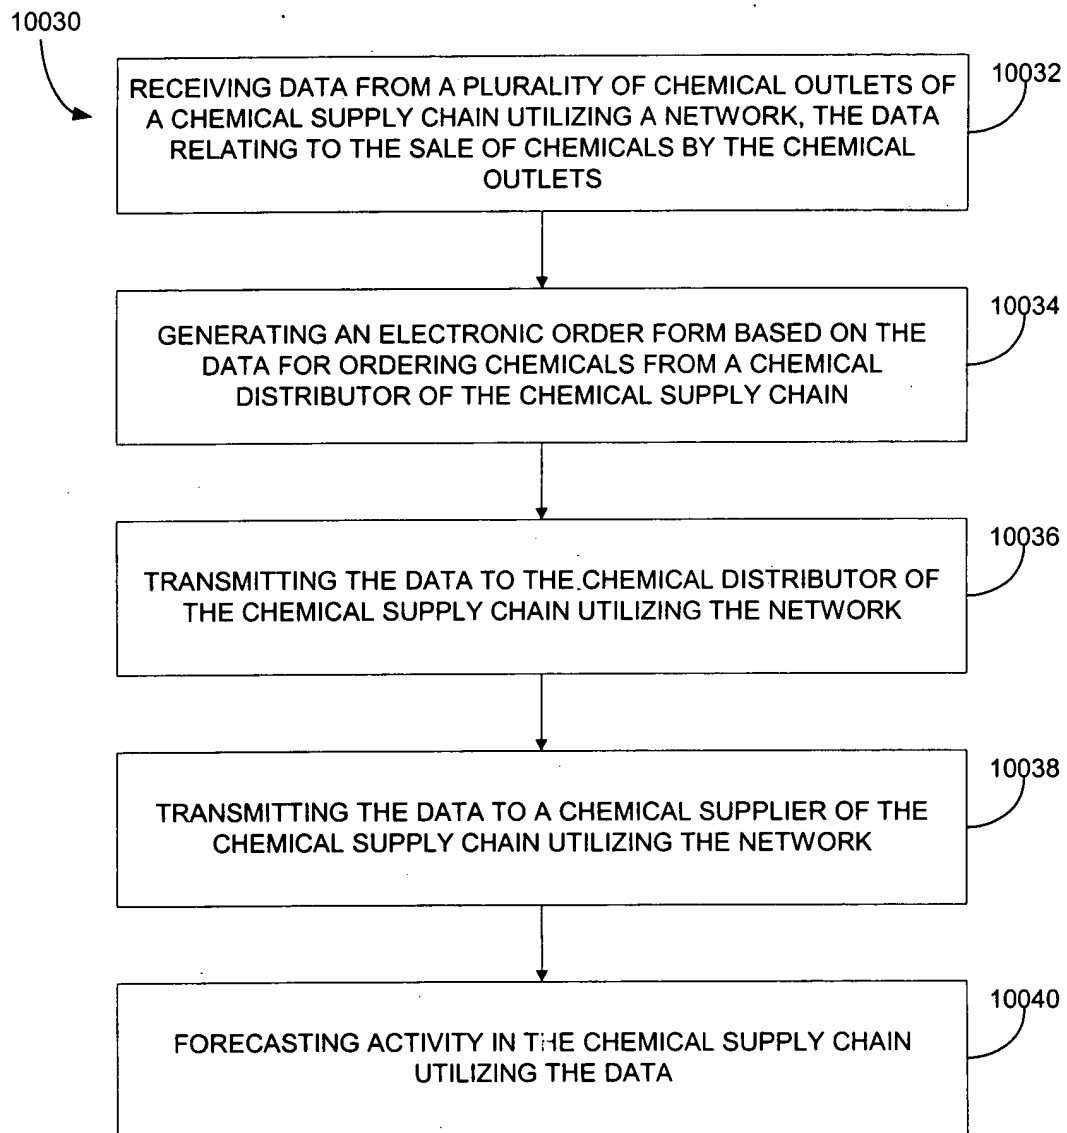 10030
RECEIVING DATA FROM A PLURALITY OF CHEMICAL OUTLETS OF
A CHEMICAL SUPPLY CHAIN UTILIZING A NETWORK, THE DATA
RELATING TO THE SALE OF CHEMICALS BY THE CHEMICAL
OUTLETS
10032
GENERATING AN ELECTRONIC ORDER FORM BASED ON THE
DATA FOR ORDERING CHEMICALS FROM A CHEMICAL
DISTRIBUTOR OF THE CHEMICAL SUPPLY CHAIN
10034
TRANSMITTING THE DATA TO THE CHEMICAL DISTRIBUTOR OF
THE CHEMICAL SUPPLY CHAIN UTILIZING THE NETWORK
10036
TRANSMITTING THE DATA TO A CHEMICAL SUPPLIER OF THE
CHEMICAL SUPPLY CHAIN UTILIZING THE NETWORK
10038
FORECASTING ACTIVITY IN THE CHEMICAL SUPPLY CHAIN
UTILIZING THE DATA
10040